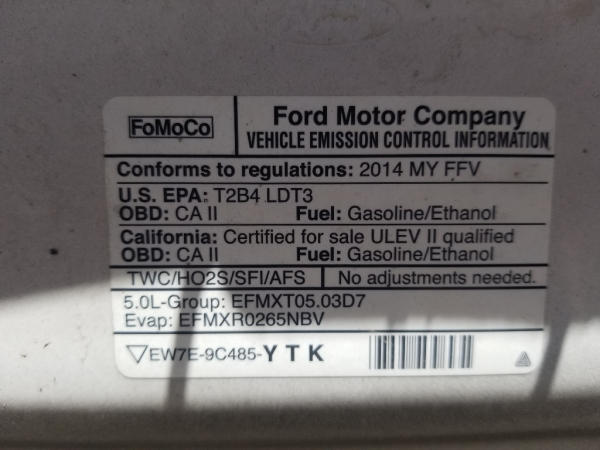 FoMoCo
Ford Motor Company
VEHICLE EMISSION CONTROL INFORMATION
Conforms to regulations: 2014 MY FFV
U.S. EPA: T2B4 LDT3
OBD: CA II Fuel: Gasoline/Ethanol
California: Certified for sale ULEV II qualified
OBD: CA II Fuel: Gasoline/Ethanol
TWC/HO2S/SFI/AFS No adjustments needed.
5.0L-Group: EFMXT05.03D7
Evap: EFMXR0265NBV
EW7E-9C485-YTK